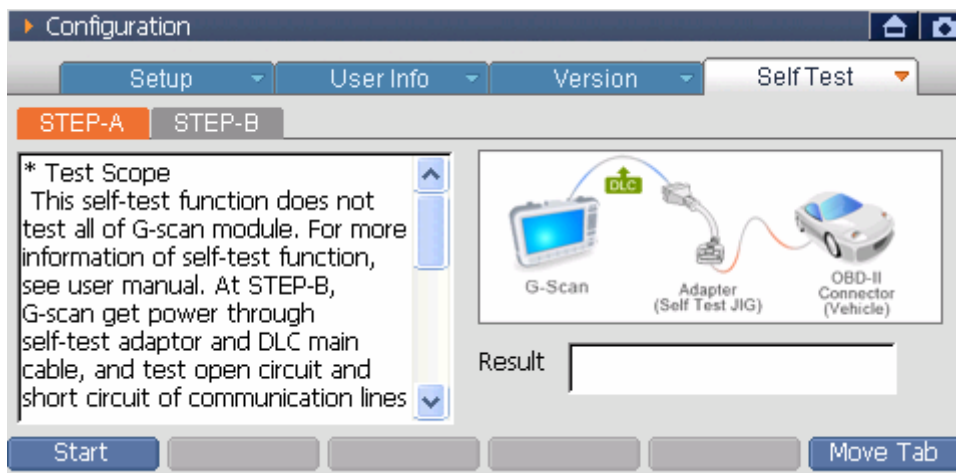 Configuration
Setup
User Info
Version
Self Test
STEP-A
STEP-B
* Test Scope
This self-test function does not
test all of G-scan module. For more
information of self-test function,
see user manual. At STEP-B,
G-scan get power through
self-test adaptor and DLC main
cable, and test open circuit and
short circuit of communication lines
DLC
G-Scan
Adapter
(Self Test JIG)
OBD-II
Connector
(Vehicle)
Result
Start
Move Tab